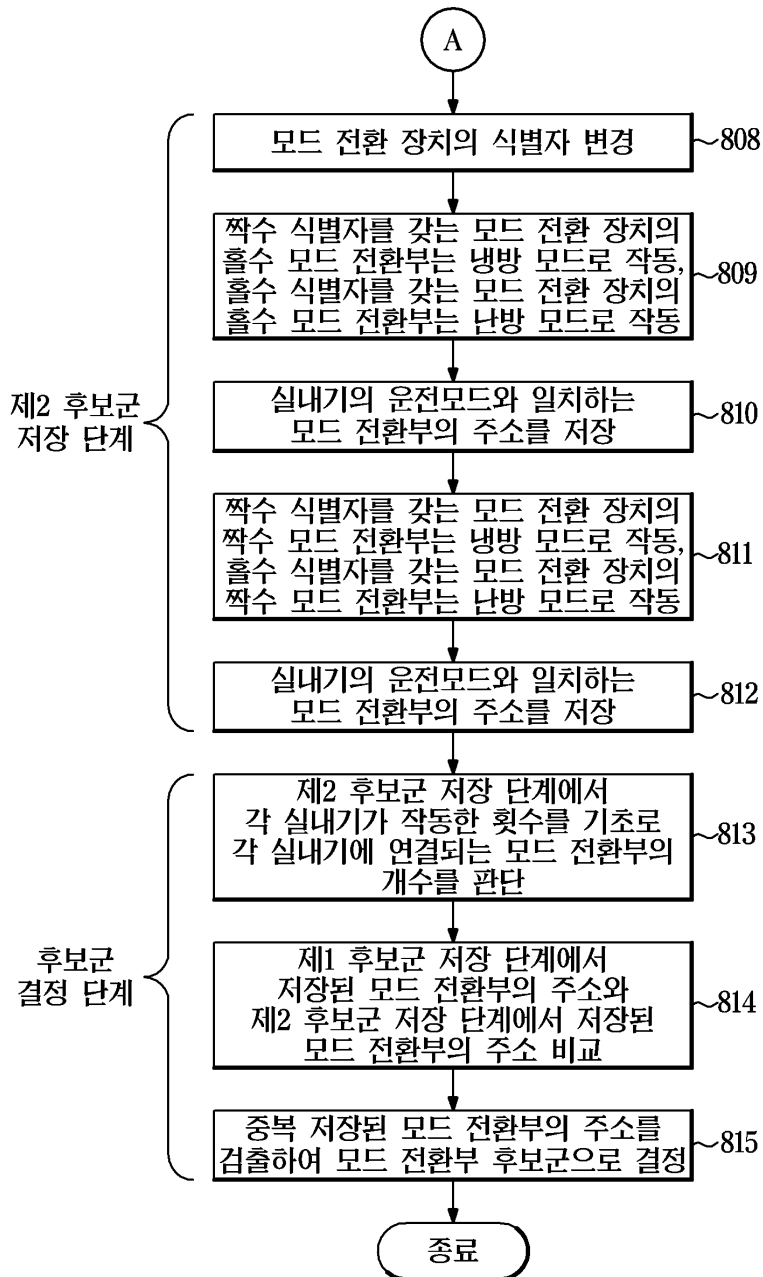 A
모드 전환 장치의 식별자 변경
808
짝수 식별자를 갖는 모드 전환 장치의
홀수 모드 전환부는 냉방 모드로 작동,
홀수 식별자를 갖는 모드 전환 장치의
홀수 모드 전환부는 난방 모드로 작동
809
제2 후보군
저장 단계
실내기의 운전모드와 일치하는
모드 전환부의 주소를 저장
810
짝수 식별자를 갖는 모드 전환 장치의
짝수 모드 전환부는 냉방 모드로 작동,
홀수 식별자를 갖는 모드 전환 장치의
짝수 모드 전환부는 난방 모드로 작동
811
실내기의 운전모드와 일치하는
모드 전환부의 주소를 저장
812
제2 후보군 저장 단계에서
각 실내기가 작동한 횟수를 기초로
각 실내기에 연결되는 모드 전환부의
개수를 판단
813
후보군
결정 단계
제1 후보군 저장 단계에서
저장된 모드 전환부의 주소와
제2 후보군 저장 단계에서 저장된
모드 전환부의 주소 비교
814
중복 저장된 모드 전환부의 주소를
검출하여 모드 전환부 후보군으로 결정
815
종료